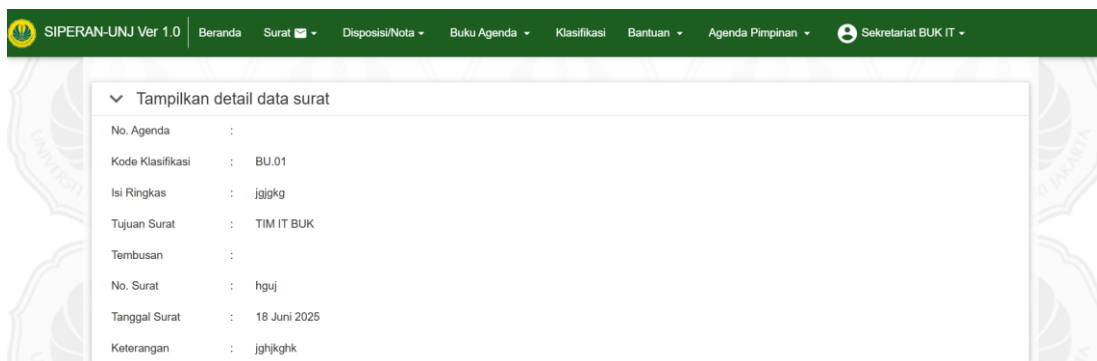 SIPERAN-UNJ Ver 1.0 Beranda Surat Disposisi/Nota Buku Agenda Klasifikasi Bantuan Agenda Pimpinan Sekretariat BUK IT
Tampilkan detail data surat
No. Agenda :
Kode Klasifikasi : BU.01
Isi Ringkas : jgjgkg
Tujuan Surat : TIM IT BUK
Tembusan :
No. Surat : hguj
Tanggal Surat : 18 Juni 2025
Keterangan : jghjkghk